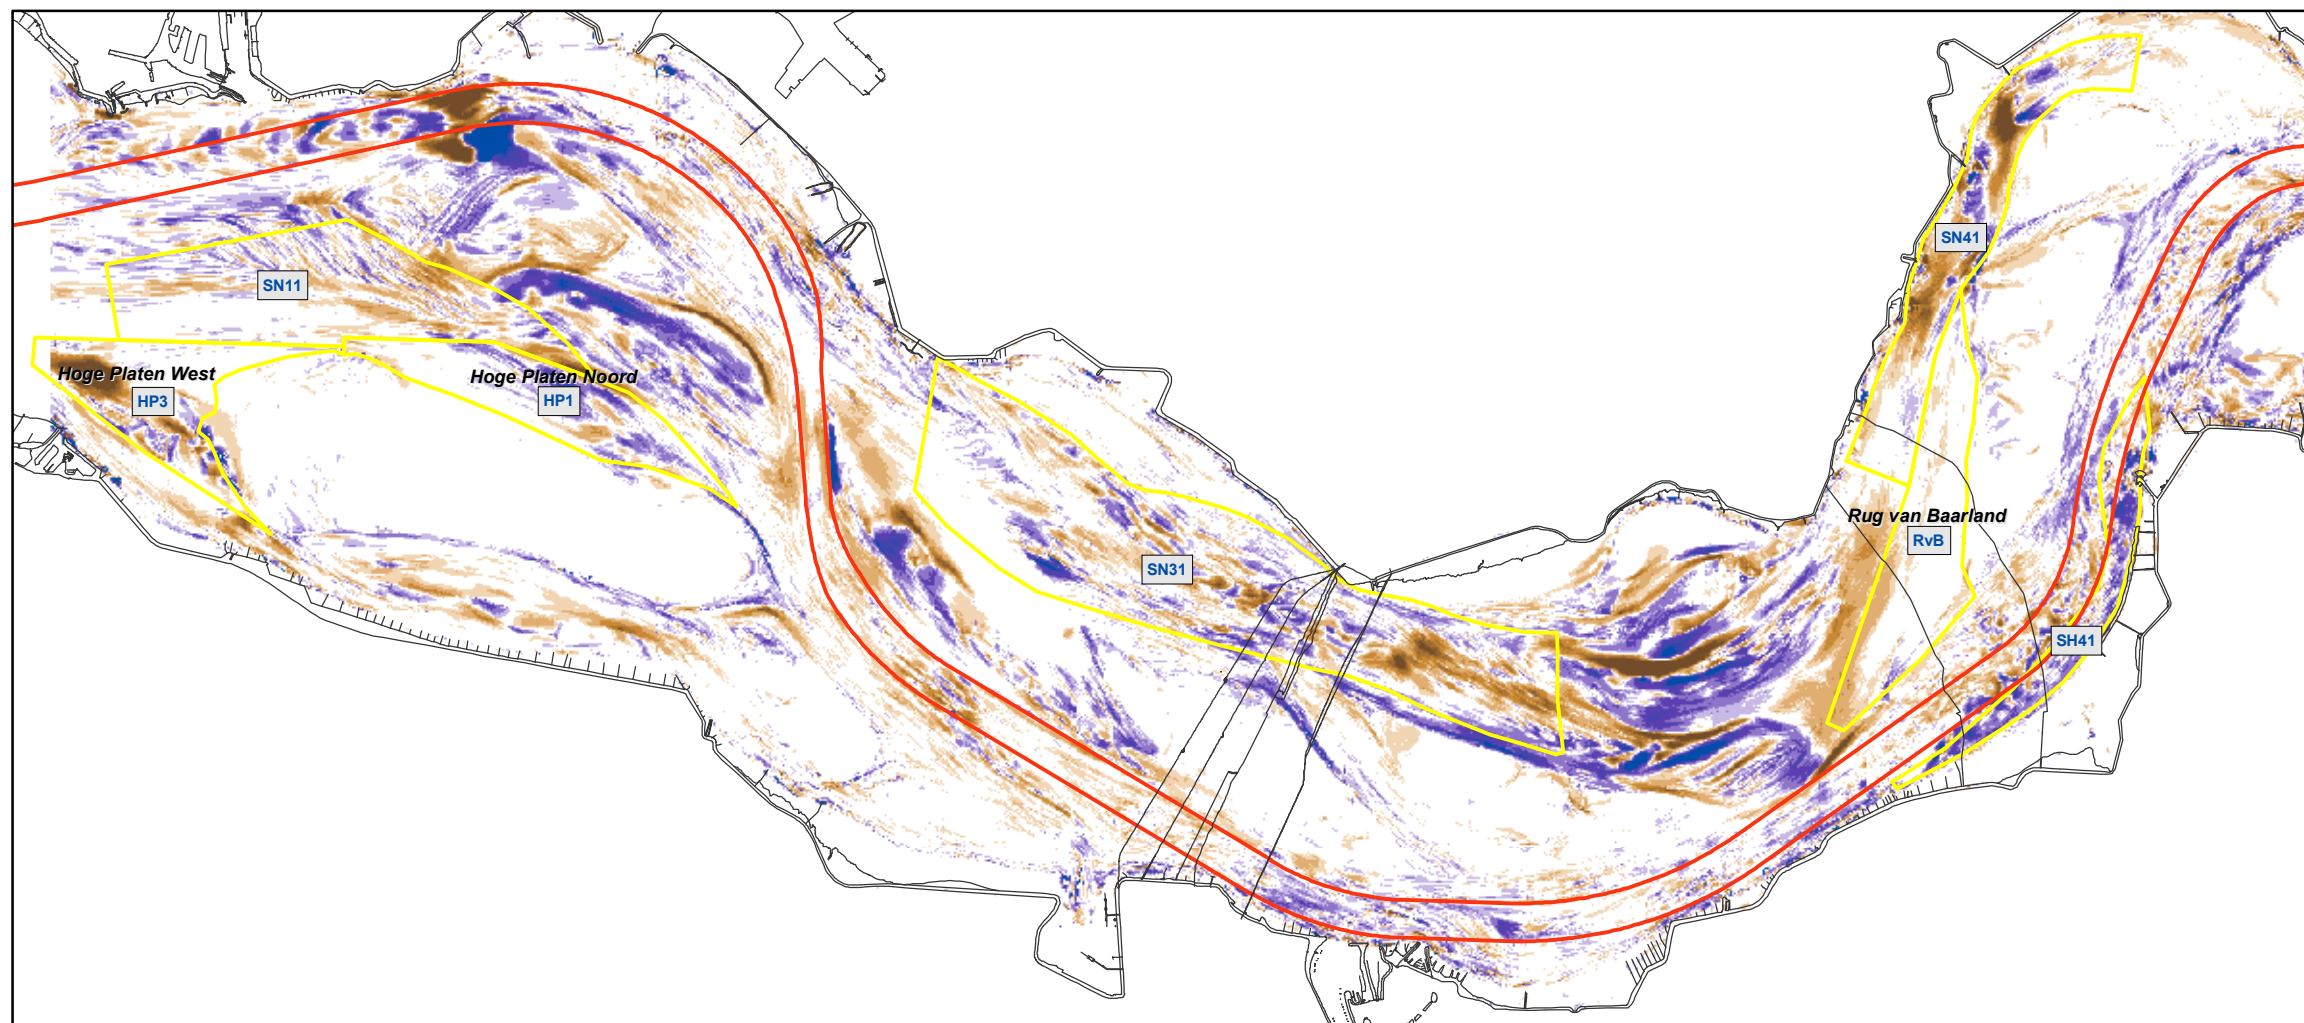 SN41
SN11
Hoge Platen West
HP3
Hoge Platen Noord
HP1
Rug van Baarland
RvB
SN31
SH41